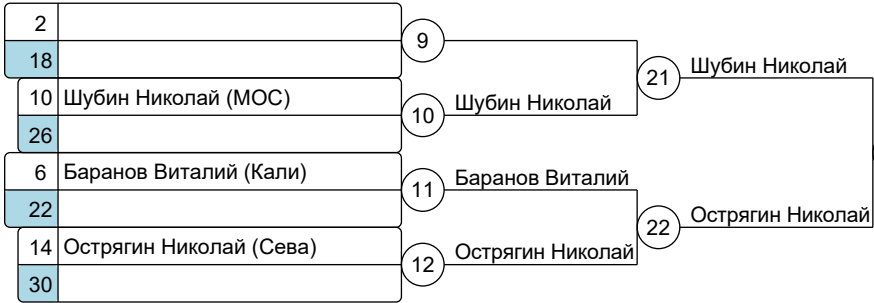 2
18
9
10 Шубин Николай (МОС)
26
10
Шубин Николай
21
Шубин Николай
6 Баранов Виталий (Кали)
22
11
Баранов Виталий
14 Острягин Николай (Сева)
30
12
Острягин Николай
22
Острягин Николай